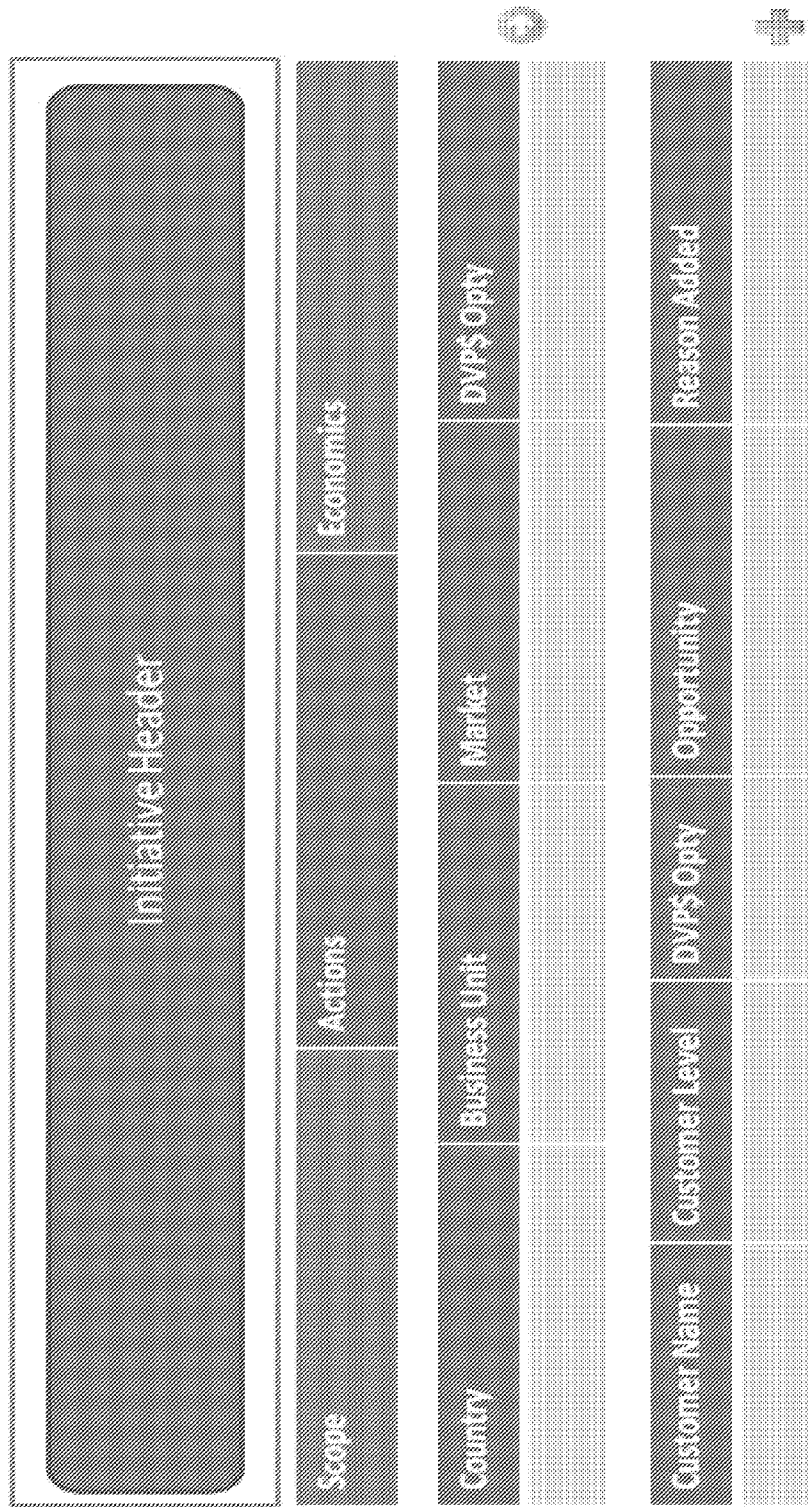 Initiative Header
Scope Actions Economics
Country Business Unit Market DVP$ Opty
Customer Name Customer Level DVP$ Opty Opportunity Reason Added